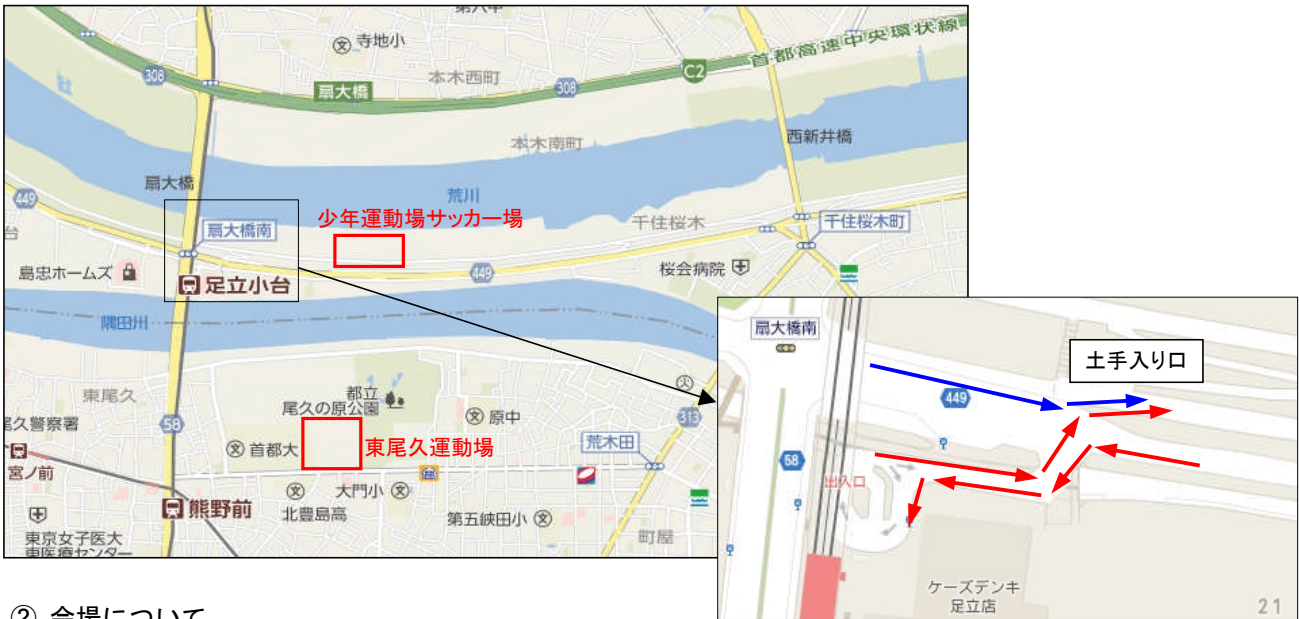 寺地小
首都高速中央環状線
C2
308
本木西町
扇大橋
308
本木南町
西新井橋
扇大橋
449
荒川
少年運動場サッカー場
扇大橋南
千住桜木
千住桜木町
台
島忠ホームズ
449
桜会病院
足立小台
隅田川
扇大橋南
土手入り口
東尾久
都立
尾久の原公園
449
尾久警察署
58
原中
313
首都大
東尾久運動場
荒木田
58
宮ノ前
出入口
大門小
熊野前
北豊島高
第五峡田小
東京女子医大
東医療センター
町屋
ケーズデンキ
足立店
21
② 会場について